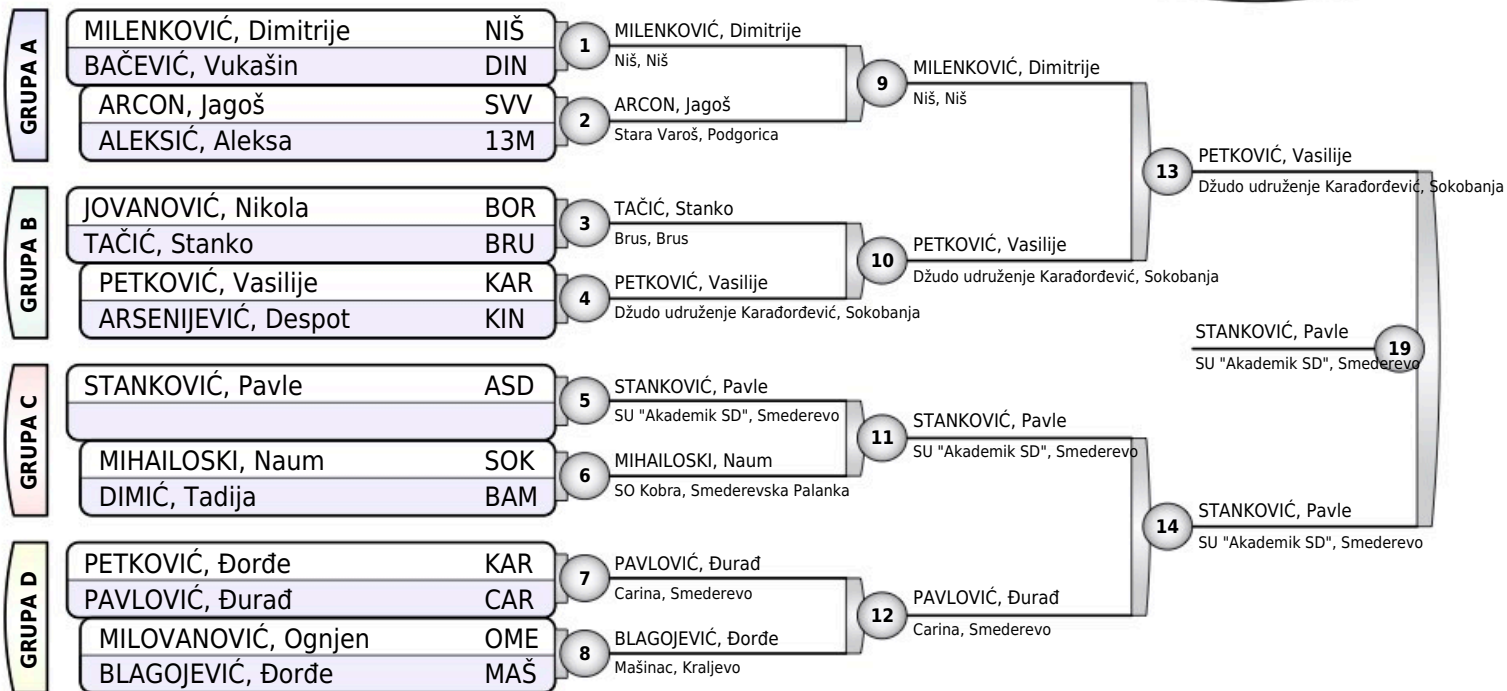 GRUPA A
MILENKOVIĆ, Dimitrije NIŠ
BAČEVIĆ, Vukašin DIN
ARCON, Jagoš SVV
ALEKSIĆ, Aleksa 13M
GRUPA B
JOVANOVIĆ, Nikola BOR
TAČIĆ, Stanko BRU
PETKOVIĆ, Vasilije KAR
ARSENIJEVIĆ, Despot KIN
GRUPA C
STANKOVIĆ, Pavle ASD
MIHAILOSKI, Naum SOK
DIMIĆ, Tadija BAM
GRUPA D
PETKOVIĆ, Đorđe KAR
PAVLOVIĆ, Đurađ CAR
MILOVANOVIĆ, Ognjen OME
BLAGOJEVIĆ, Đorđe MAŠ
1
MILENKOVIĆ, Dimitrije
Niš, Niš
2
ARCON, Jagoš
Stara Varoš, Podgorica
3
TAČIĆ, Stanko
Brus, Brus
4
PETKOVIĆ, Vasilije
Džudo udruženje Karađorđević, Sokobanja
5
STANKOVIĆ, Pavle
SU "Akademik SD", Smederevo
6
MIHAILOSKI, Naum
SO Kobra, Smederevska Palanka
7
PAVLOVIĆ, Đurađ
Carina, Smederevo
8
BLAGOJEVIĆ, Đorđe
Mašinac, Kraljevo
9
MILENKOVIĆ, Dimitrije
Niš, Niš
10
PETKOVIĆ, Vasilije
Džudo udruženje Karađorđević, Sokobanja
11
STANKOVIĆ, Pavle
SU "Akademik SD", Smederevo
12
PAVLOVIĆ, Đurađ
Carina, Smederevo
13
PETKOVIĆ, Vasilije
Džudo udruženje Karađorđević, Sokobanja
14
STANKOVIĆ, Pavle
SU "Akademik SD", Smederevo
STANKOVIĆ, Pavle
19
SU "Akademik SD", Smederevo